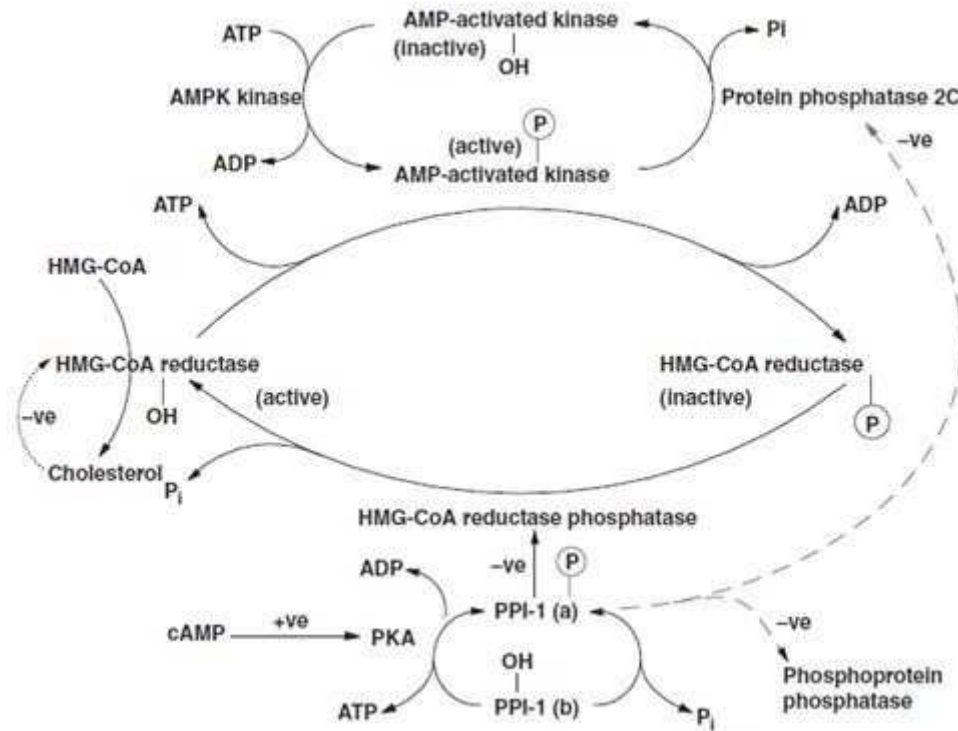 ATP
AMP-activated kinase
(inactive)
OH
Pi
AMPK kinase
Protein phosphatase 2C
P
(active)
–ve
ADP
AMP-activated kinase
ATP
ADP
HMG-CoA
HMG-CoA reductase
OH
(active)
HMG-CoA reductase
(inactive)
P
–ve
Cholesterol
Pi
HMG-CoA reductase phosphatase
ADP
–ve
P
cAMP
+ve
PKA
PPI-1 (a)
–ve
OH
PPI-1 (b)
ATP
Pi
Phosphoprotein
phosphatase